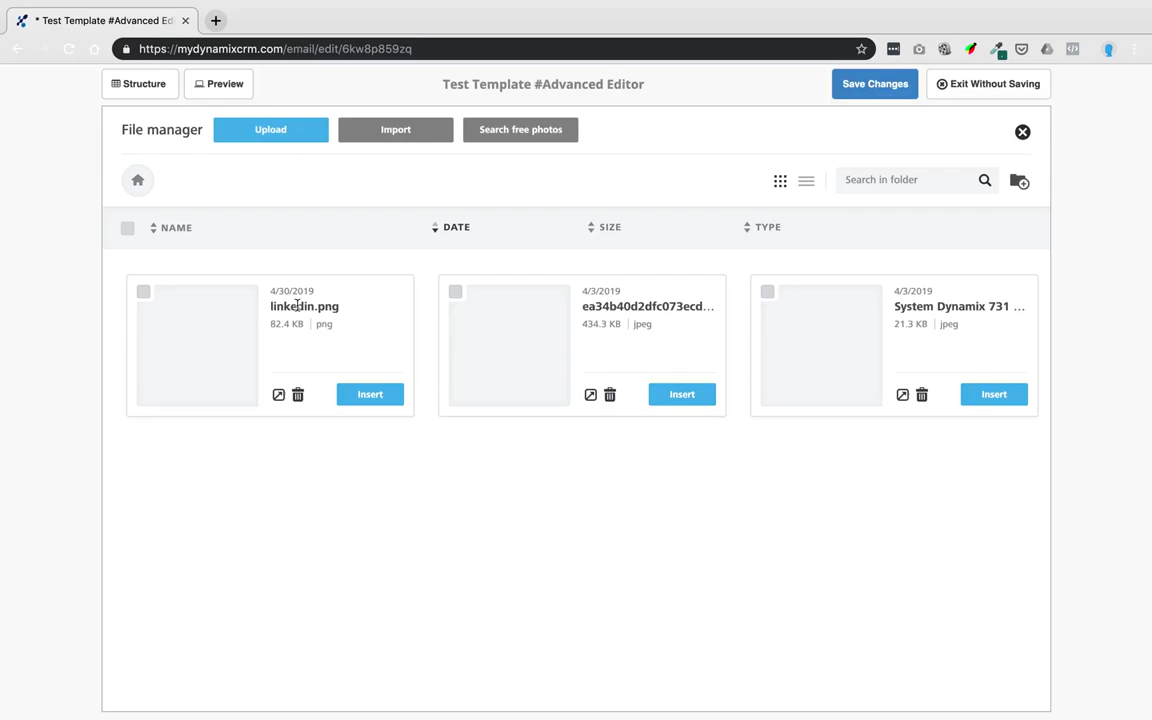 * Test Template #Advanced Edi
https://mydynamixcrm.com/email/edit/6kw8p859zq
Structure
Preview
Test Template #Advanced Editor
Save Changes
Exit Without Saving
File manager
Upload
Import
Search free photos
Search in folder
NAME
DATE
SIZE
TYPE
4/30/2019
linkedin.png
82.4 KB | png
Insert
4/3/2019
ea34b40d2dfc073ecd...
434.3 KB | jpeg
Insert
4/3/2019
System Dynamix 731 ...
21.3 KB | jpeg
Insert